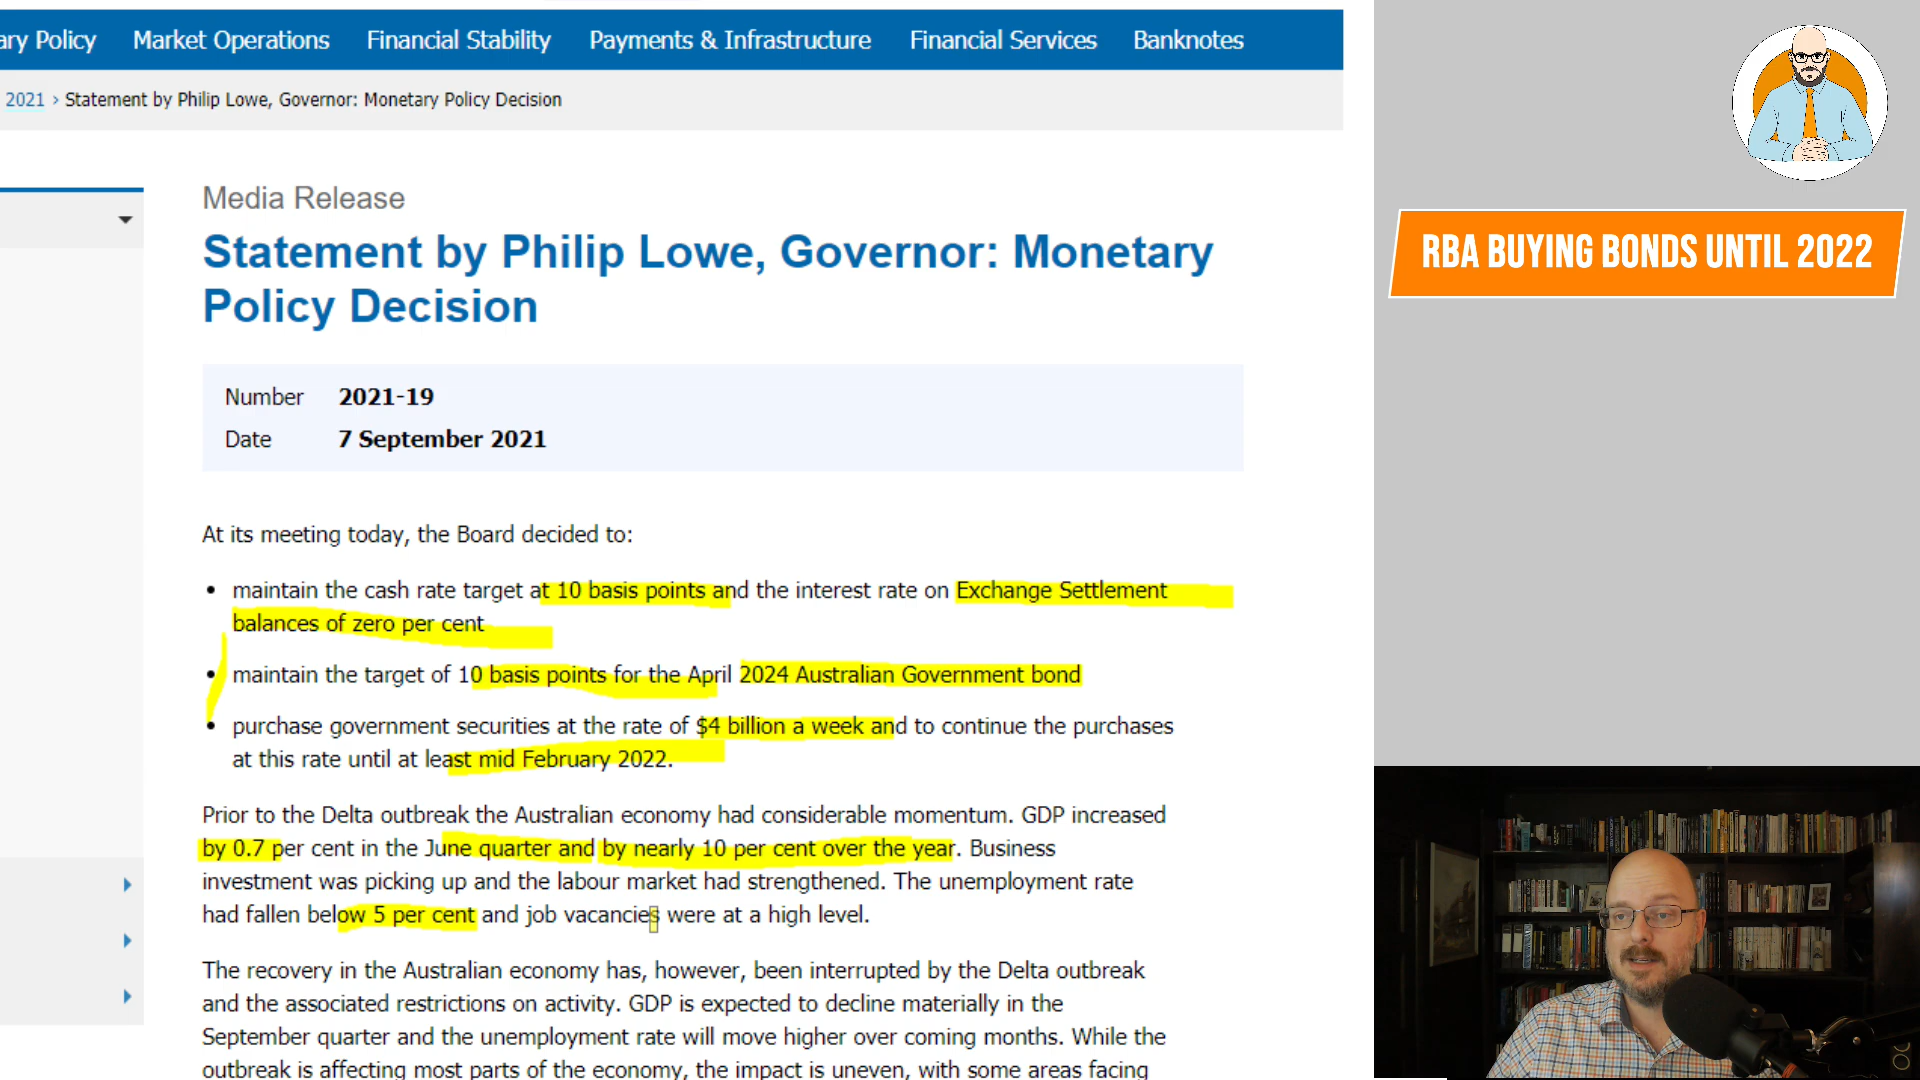 ary Policy Market Operations Financial Stability Payments & Infrastructure Financial Services Banknotes
2021 › Statement by Philip Lowe, Governor: Monetary Policy Decision
RBA BUYING BONDS UNTIL 2022
Media Release
Statement by Philip Lowe, Governor: Monetary
Policy Decision
Number 2021-19
Date 7 September 2021
At its meeting today, the Board decided to:
• maintain the cash rate target at 10 basis points and the interest rate on Exchange Settlement
balances of zero per cent
• maintain the target of 10 basis points for the April 2024 Australian Government bond
• purchase government securities at the rate of $4 billion a week and to continue the purchases
at this rate until at least mid February 2022.
Prior to the Delta outbreak the Australian economy had considerable momentum. GDP increased
by 0.7 per cent in the June quarter and by nearly 10 per cent over the year. Business
investment was picking up and the labour market had strengthened. The unemployment rate
had fallen below 5 per cent and job vacancies were at a high level.
The recovery in the Australian economy has, however, been interrupted by the Delta outbreak
and the associated restrictions on activity. GDP is expected to decline materially in the
September quarter and the unemployment rate will move higher over coming months. While the
outbreak is affecting most parts of the economy, the impact is uneven, with some areas facing